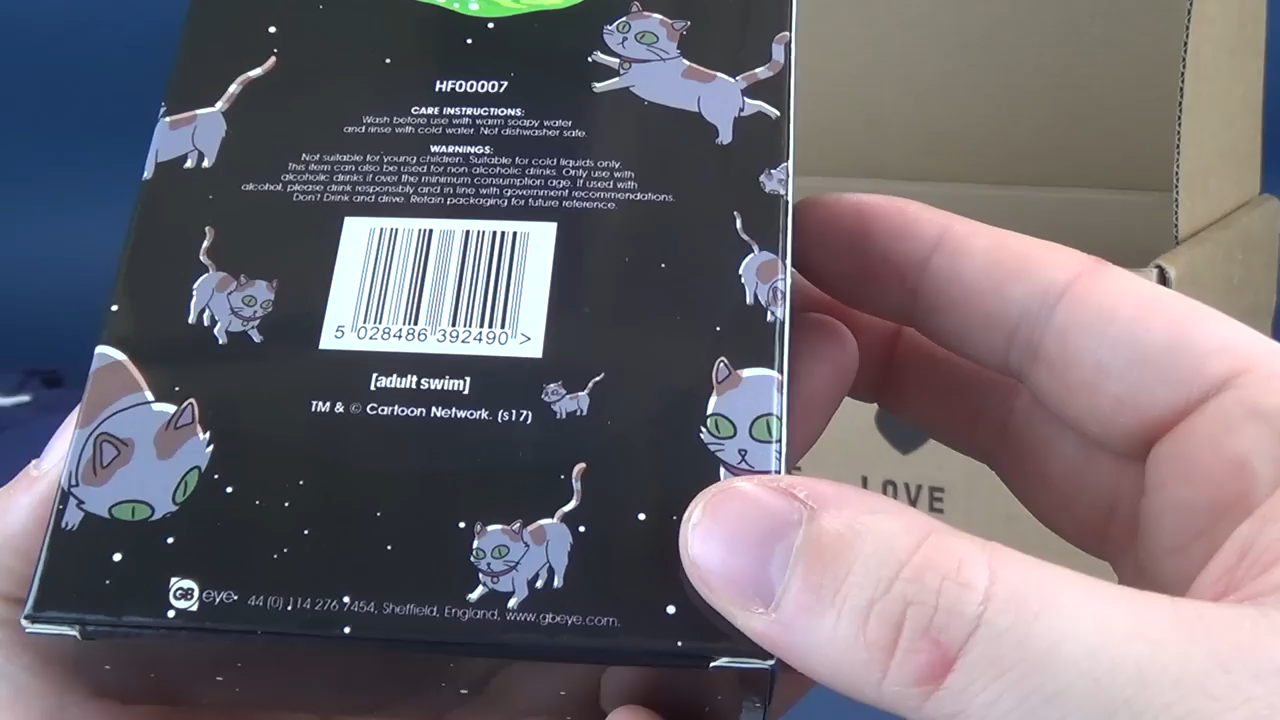 HF00007
CARE INSTRUCTIONS:
Wash before use with warm soapy water
and rinse with cold water. Not dishwasher safe.
WARNINGS:
Not suitable for young children. Suitable for cold liquids only.
This item can also be used for non-alcoholic drinks. Only use with
alcoholic drinks if over the minimum consumption age. If used with
alcohol, please drink responsibly and in line with government recommendations.
Don't Drink and drive. Retain packaging for future reference.
5 028486 392490 >
[adult swim]
TM & © Cartoon Network. (s17)
GB eye 44 (0) 114 276 7454, Sheffield, England, www.gbeye.com.
LOVE